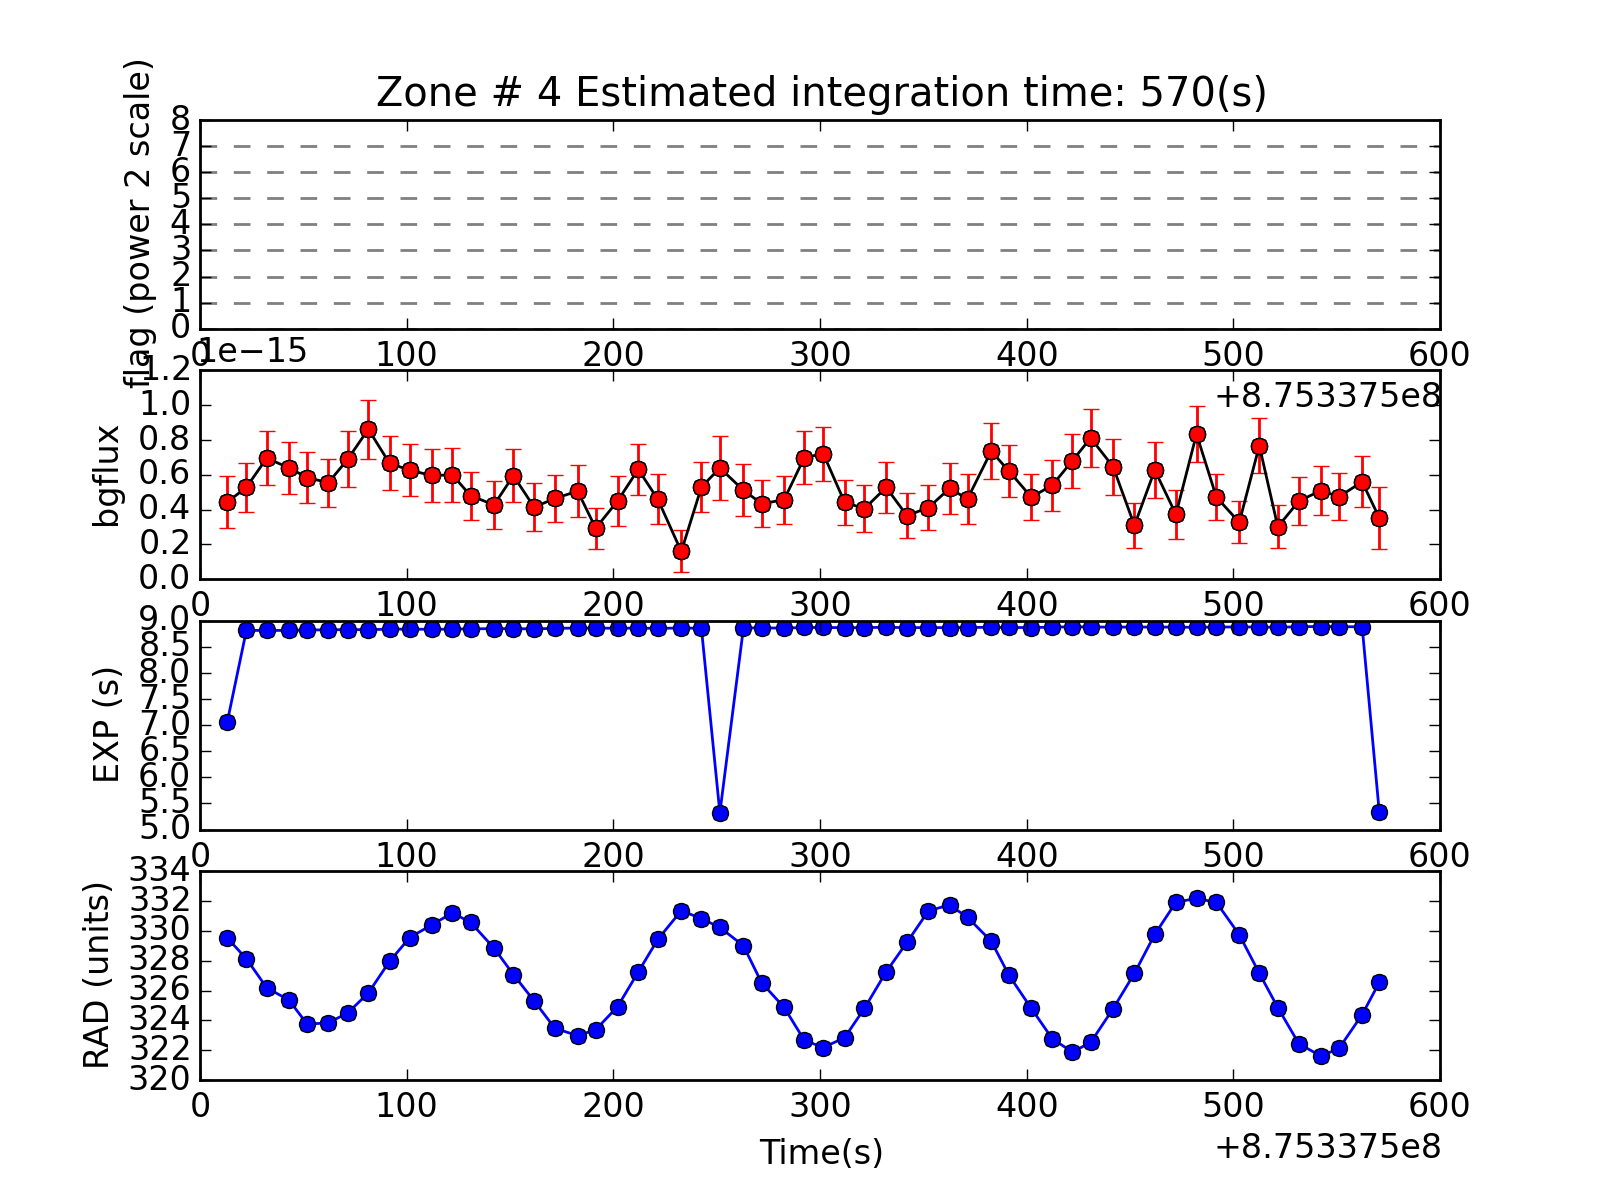 Zone # 4 Estimated integration time: 570(s)
flag (power 2 scale)
8
7
6
5
4
3
2
1
0
0 100 200 300 400 500 600
1e−15
+8.753375e8
bgflux
1.2
1.0
0.8
0.6
0.4
0.2
0.0
0 100 200 300 400 500 600
EXP (s)
9.0
8.5
8.0
7.5
7.0
6.5
6.0
5.5
5.0
0 100 200 300 400 500 600
RAD (units)
334
332
330
328
326
324
322
320
0 100 200 300 400 500 600
Time(s)
+8.753375e8